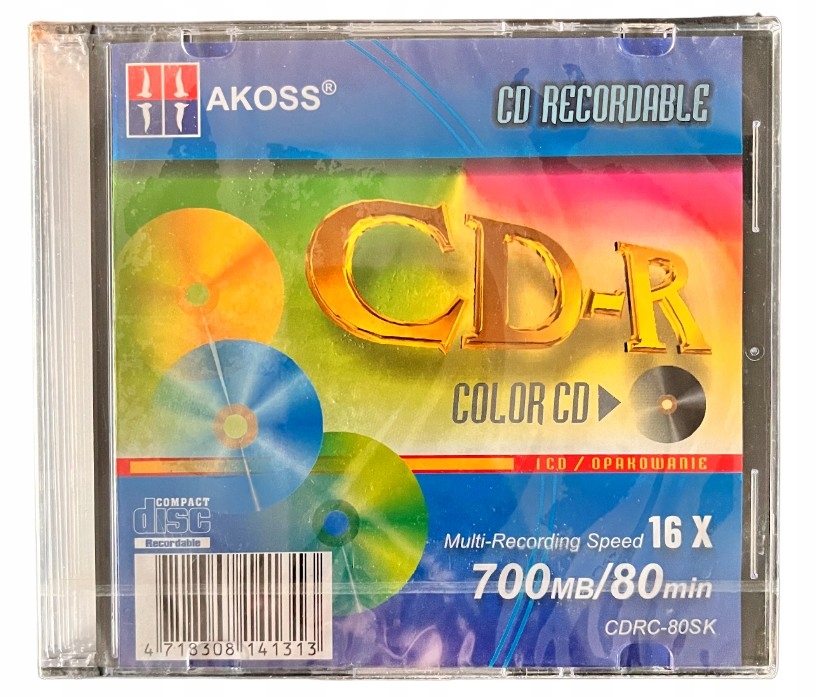 AKOSS®
CD RECORDABLE
CD-R
COLOR CD
1 CD / OPAKOWANIE
COMPACT
disc
Recordable
Multi-Recording Speed 16 X
700MB/80min
CDRC-80SK
4 718308 141313